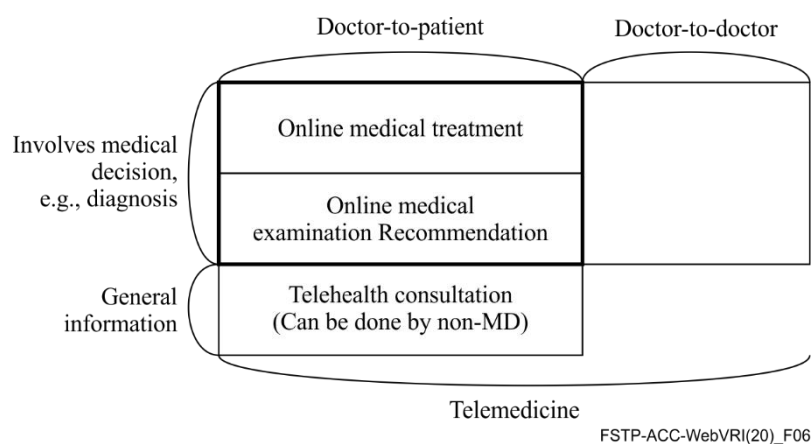 Doctor-to-patient
Doctor-to-doctor
Involves medical
decision,
e.g., diagnosis
Online medical treatment
Online medical
examination Recommendation
General
information
Telehealth consultation
(Can be done by non-MD)
Telemedicine
FSTP-ACC-WebVRI(20)_F06